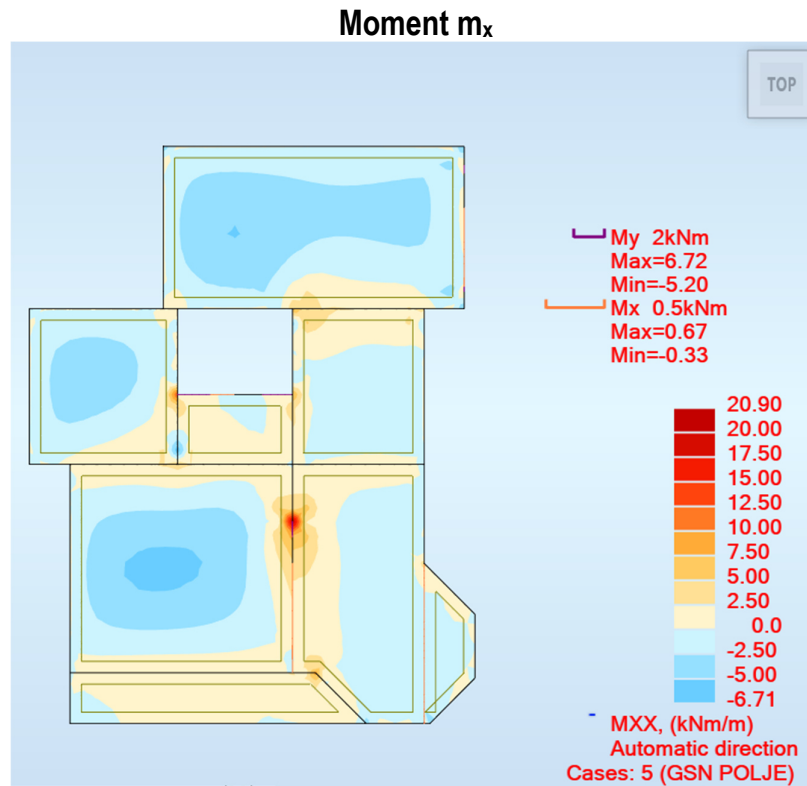 Moment mₓ
TOP
My 2kNm
Max=6.72
Min=-5.20
Mx 0.5kNm
Max=0.67
Min=-0.33
20.90
20.00
17.50
15.00
12.50
10.00
7.50
5.00
2.50
0.0
-2.50
-5.00
-6.71
MXX, (kNm/m)
Automatic direction
Cases: 5 (GSN POLJE)